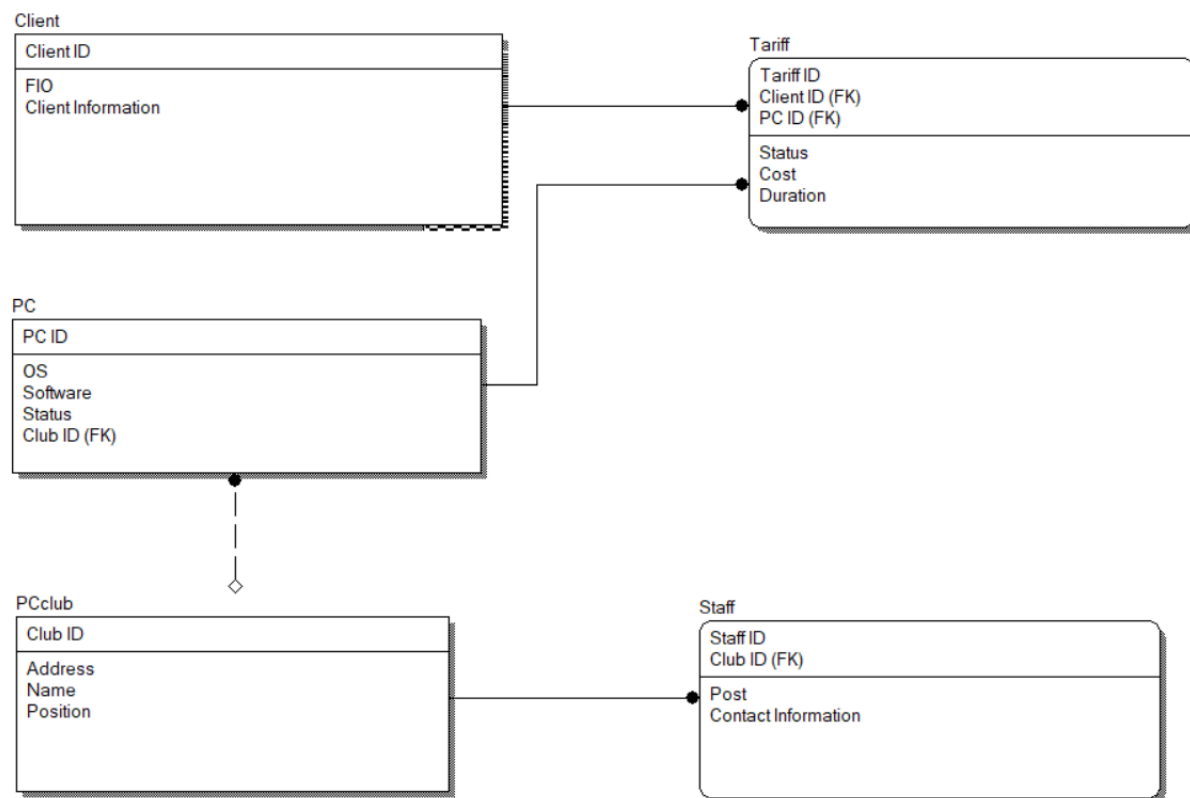 Client
Client ID
FIO
Client Information
Tariff
Tariff ID
Client ID (FK)
PC ID (FK)
Status
Cost
Duration
PC
PC ID
OS
Software
Status
Club ID (FK)
PCclub
Club ID
Address
Name
Position
Staff
Staff ID
Club ID (FK)
Post
Contact Information